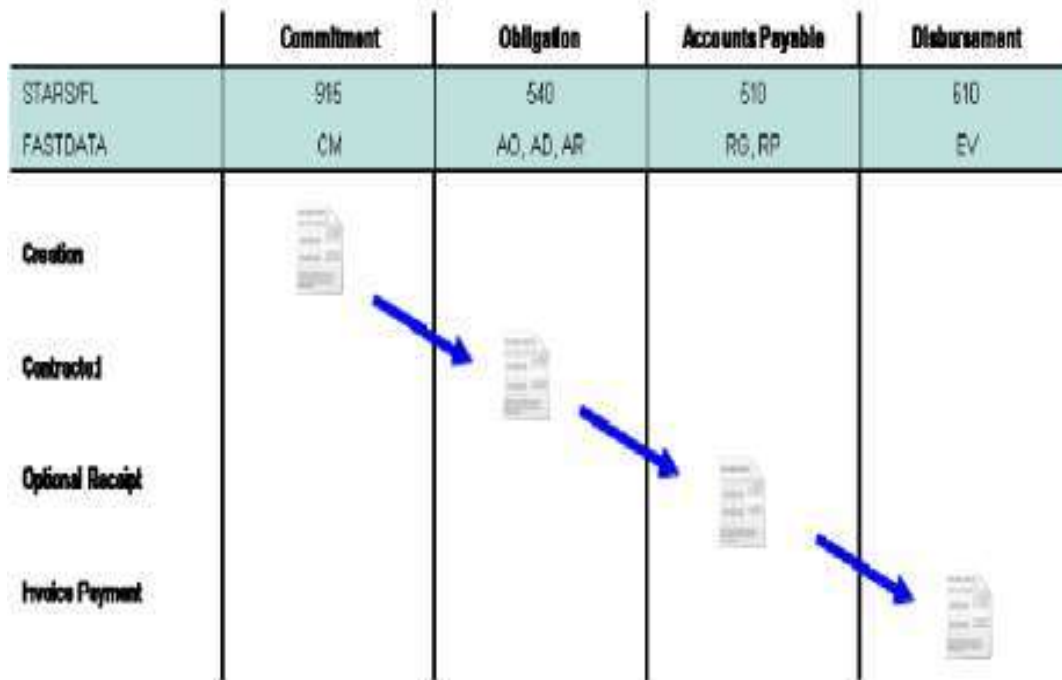 Commitment Obligation Accounts Payable Disbursement
STARS/FL 915 540 510 610
FASTDATA CM AO, AD, AR RG, RP EV
Creation
Contracted
Optional Receipt
Invoice Payment